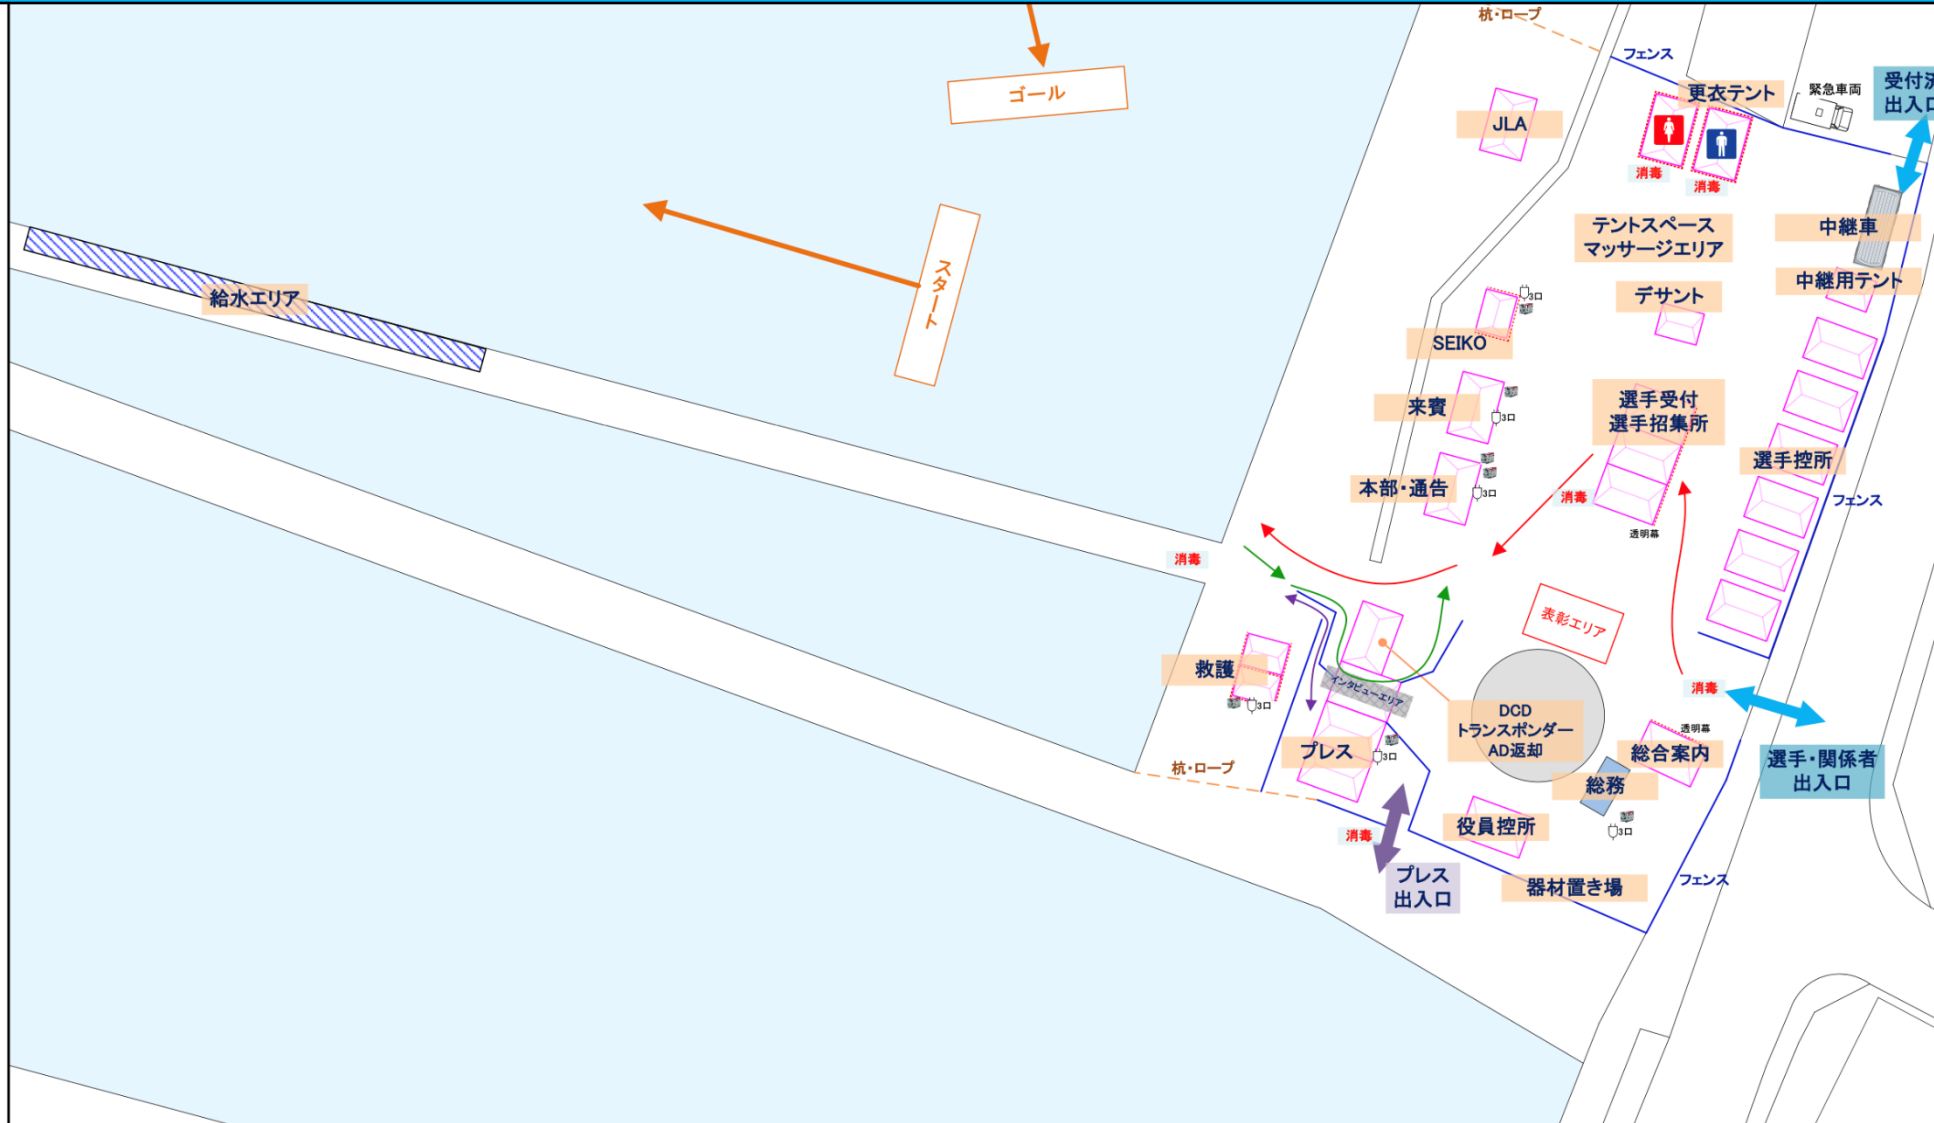 杭・ロープ
フェンス
ゴール
更衣テント
緊急車両
受付済
出入口
JLA
消毒
消毒
テントスペース
マッサージエリア
中継車
中継用テント
デサント
3口
給水エリア
スタート
SEIKO
来賓
3口
選手受付
選手招集所
選手控所
本部・通告
3口
消毒
フェンス
透明幕
消毒
表彰エリア
救護
3口
インタビューエリア
消毒
DCD
トランスポンダー
AD返却
プレス
3口
透明幕
総合案内
選手・関係者
出入口
杭・ロープ
総務
3口
消毒
役員控所
プレス
出入口
器材置き場
フェンス